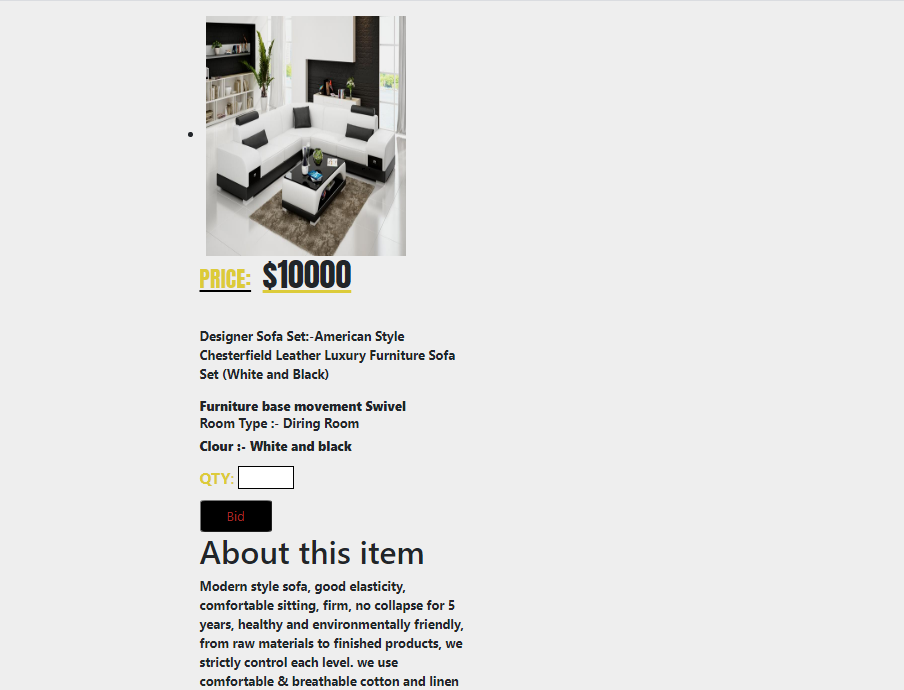 PRICE: $10000
Designer Sofa Set:-American Style
Chesterfield Leather Luxury Furniture Sofa
Set (White and Black)
Furniture base movement Swivel
Room Type :- Diring Room
Clour :- White and black
QTY:
Bid
About this item
Modern style sofa, good elasticity,
comfortable sitting, firm, no collapse for 5
years, healthy and environmentally friendly,
from raw materials to finished products, we
strictly control each level. we use
comfortable & breathable cotton and linen